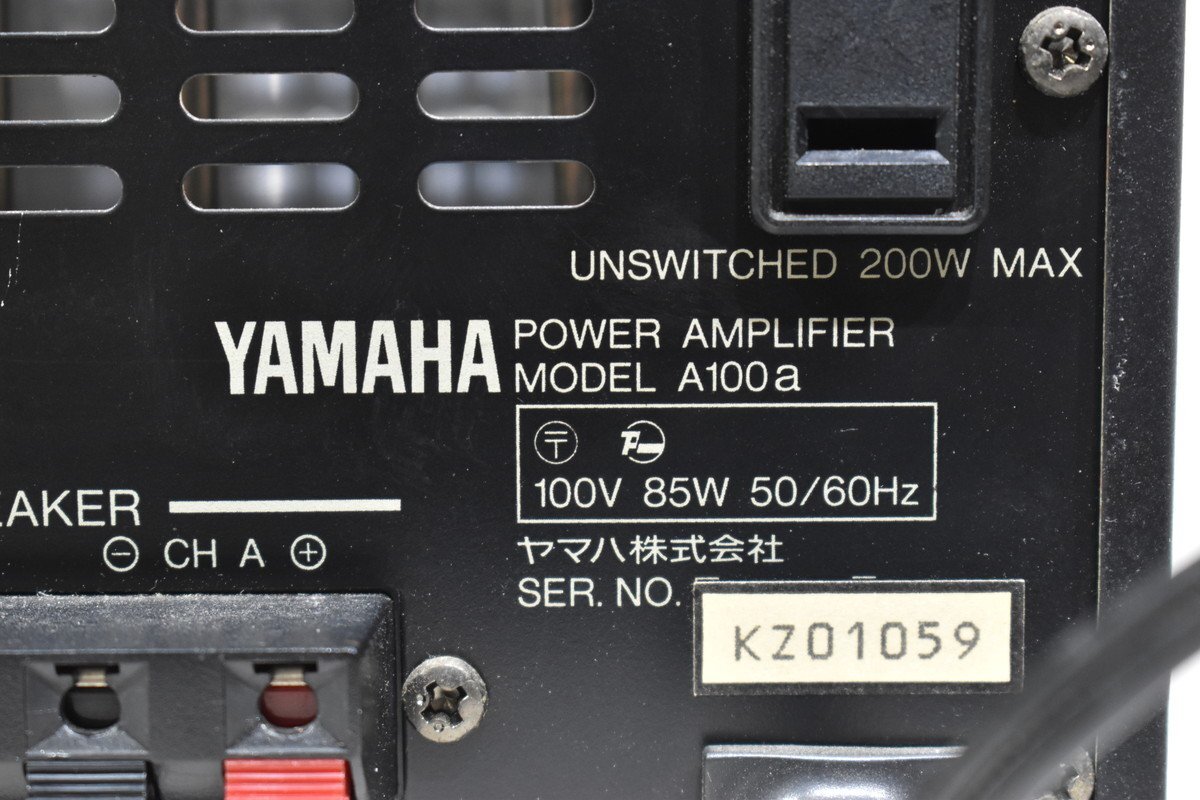 UNSWITCHED 200W MAX
YAMAHA
POWER AMPLIFIER
MODEL A100a
〒 T
100V 85W 50/60Hz
ヤマハ株式会社
SER. NO.
KZ01059
EAKER
⊖ CH A ⊕